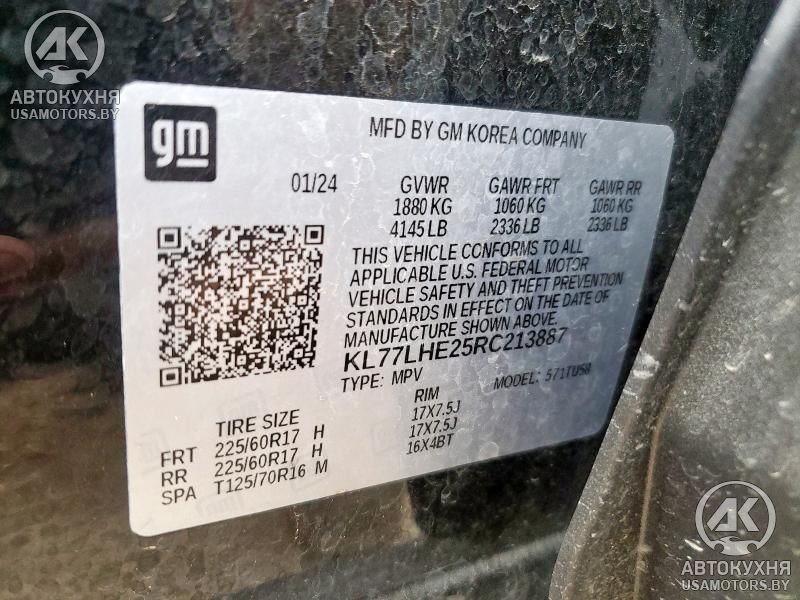 AK
АВТОКУХНЯ
USAMOTORS.BY
gm
MFD BY GM KOREA COMPANY
01/24 GVWR GAWR FRT GAWR RR
1880 KG 1060 KG 1060 KG
4145 LB 2336 LB 2336 LB
THIS VEHICLE CONFORMS TO ALL
APPLICABLE U.S. FEDERAL MOTOR
VEHICLE SAFETY AND THEFT PREVENTION
STANDARDS IN EFFECT ON THE DATE OF
MANUFACTURE SHOWN ABOVE.
KL77LHE25RC213887
TYPE: MPV MODEL: 571TU58
TIRE SIZE RIM
FRT 225/60R17 H 17X7.5J
RR 225/60R17 H 17X7.5J
SPA T125/70R16 M 16X4BT
AK
АВТОКУХНЯ
USAMOTORS.BY